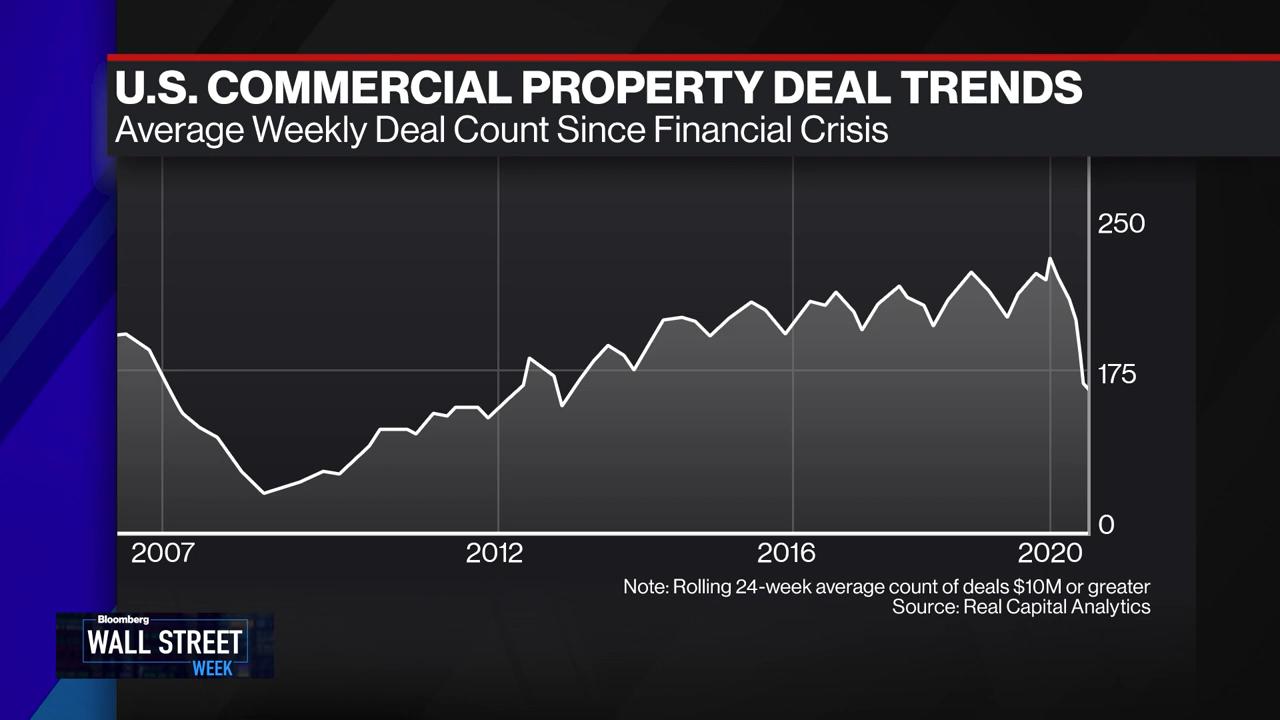 U.S. COMMERCIAL PROPERTY DEAL TRENDS
Average Weekly Deal Count Since Financial Crisis
250
175
0
2007 2012 2016 2020
Note: Rolling 24-week average count of deals $10M or greater
Source: Real Capital Analytics
Bloomberg
WALL STREET
WEEK